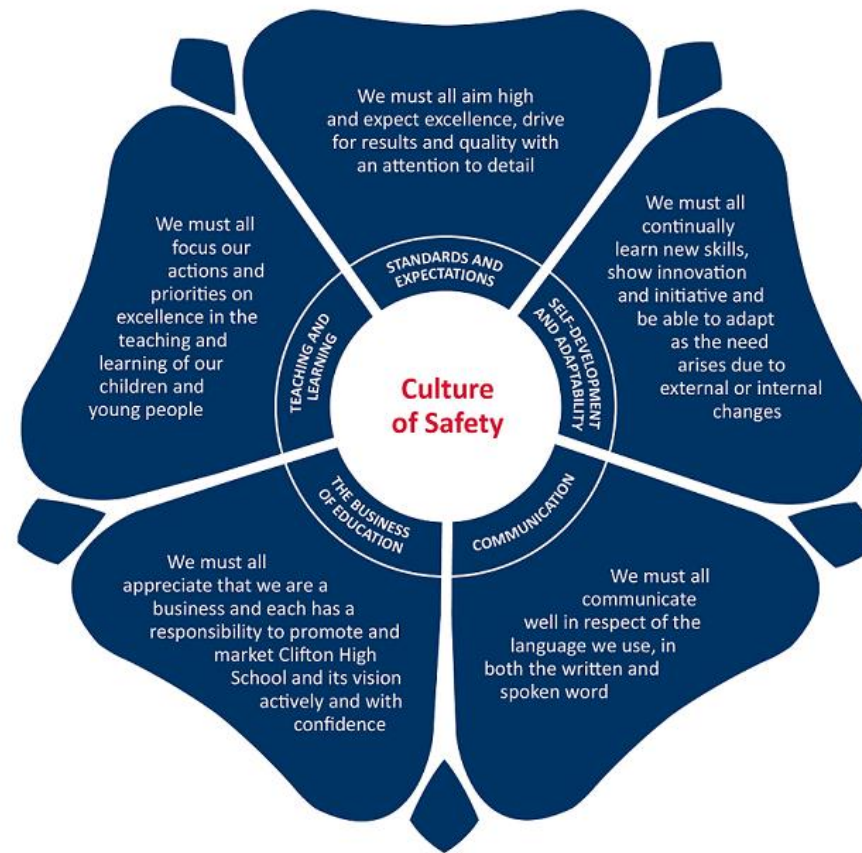 We must all aim high
and expect excellence, drive
for results and quality with
an attention to detail
STANDARDS AND
EXPECTATIONS
We must all
continually
learn new skills,
show innovation
and initiative and
be able to adapt
as the need
arises due to
external or internal
changes
SELF-DEVELOPMENT
AND ADAPTABILITY
We must all
communicate
well in respect of the
language we use, in
both the written and
spoken word
COMMUNICATION
We must all
appreciate that we are a
business and each has a
responsibility to promote and
market Clifton High
School and its vision
actively and with
confidence
THE BUSINESS
OF EDUCATION
We must all
focus our
actions and
priorities on
excellence in the
teaching and
learning of our
children and
young people
TEACHING AND
LEARNING
Culture
of Safety